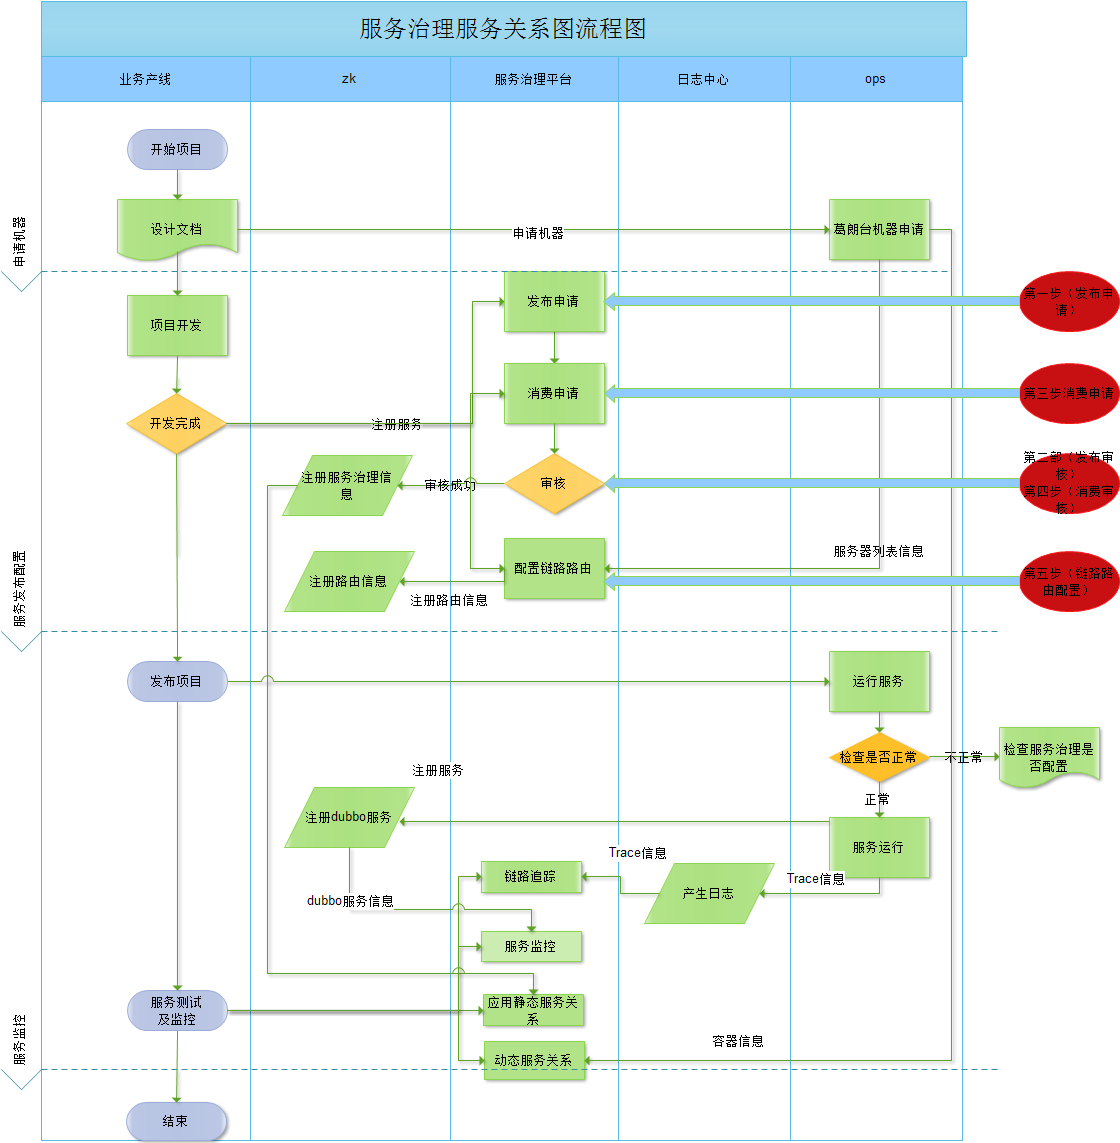 服务治理服务关系图流程图
业务产线
zk
服务治理平台
日志中心
ops
开始项目
申请机器
设计文档
申请机器
葛朗台机器申请
项目开发
发布申请
第一步（发布申
请）
开发完成
注册服务
消费申请
第三步消费申请
注册服务治理信
息
审核成功
审核
第二部（发布审
核）
第四步（消费审
核）
服务器列表信息
服务发布配置
注册路由信息
注册路由信息
配置链路路由
第五步（链路路
由配置）
发布项目
运行服务
检查是否正常
不正常
检查服务治理是
否配置
正常
注册服务
注册dubbo服务
服务运行
Trace信息
Trace信息
链路追踪
产生日志
dubbo服务信息
服务监控
服务测试
及监控
应用静态服务关
系
服务监控
容器信息
动态服务关系
结束